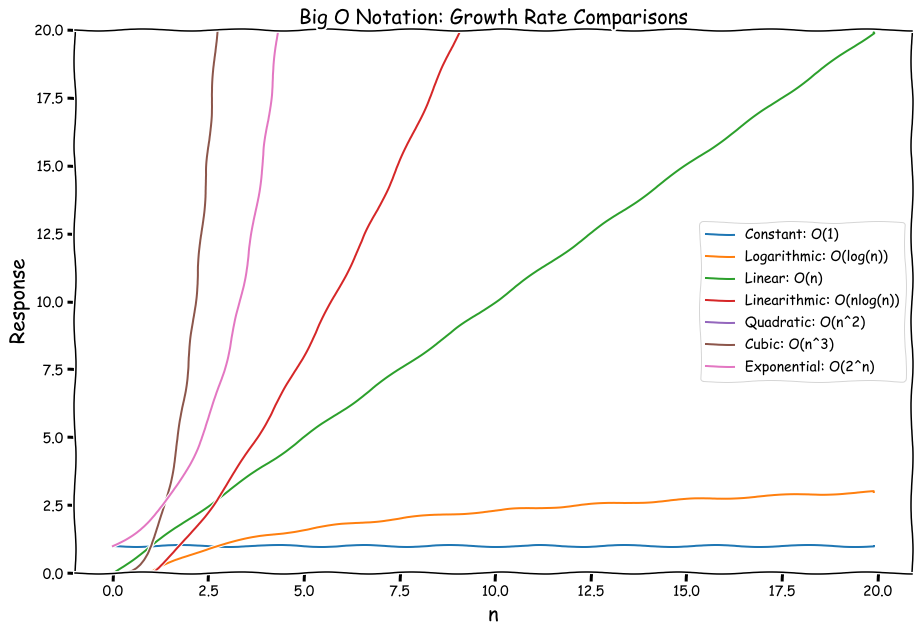 Big O Notation: Growth Rate Comparisons
20.0
17.5
15.0
12.5
10.0
7.5
5.0
2.5
0.0
Response
Constant: O(1)
Logarithmic: O(log(n))
Linear: O(n)
Linearithmic: O(nlog(n))
Quadratic: O(n^2)
Cubic: O(n^3)
Exponential: O(2^n)
0.0 2.5 5.0 7.5 10.0 12.5 15.0 17.5 20.0
n